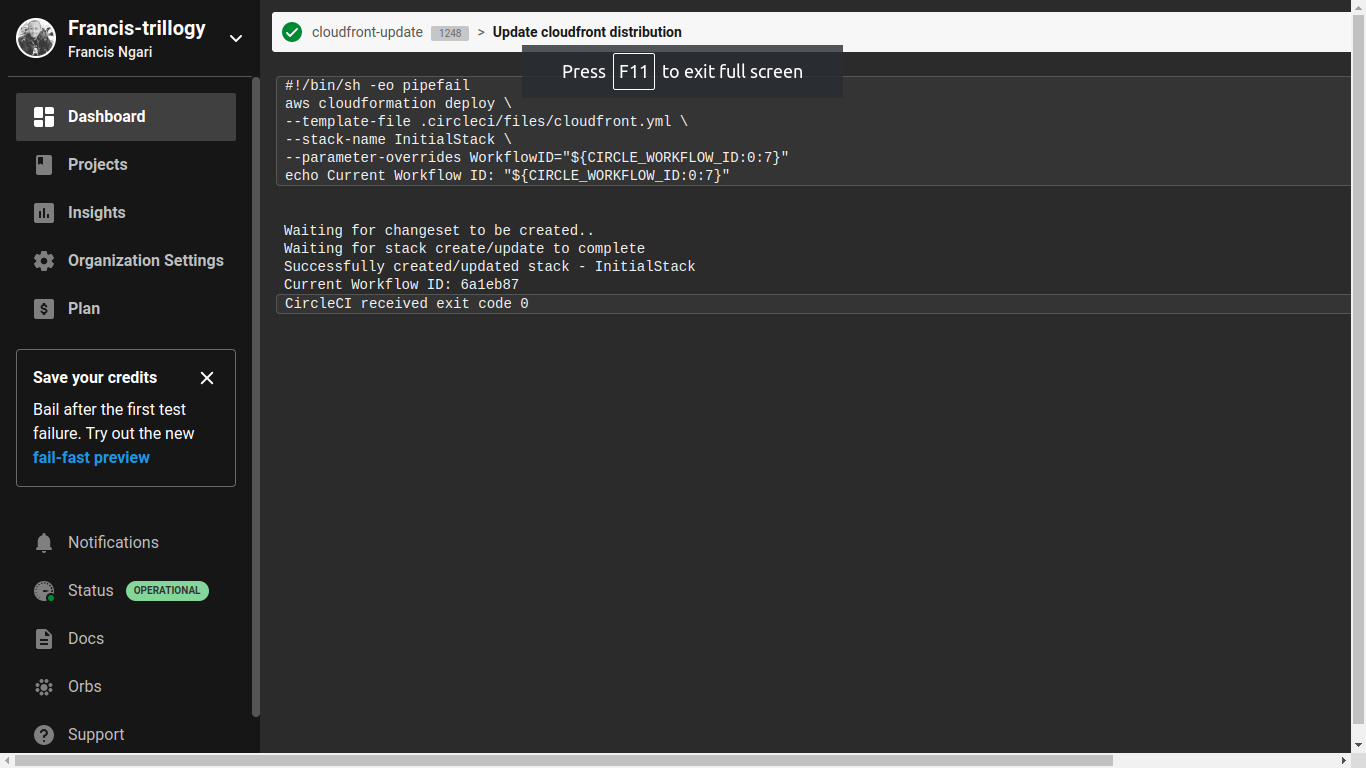 Francis-trillogy
Francis Ngari
Dashboard
Projects
Insights
Organization Settings
Plan
Save your credits
Bail after the first test
failure. Try out the new
fail-fast preview
Notifications
Status OPERATIONAL
Docs
Orbs
Support
cloudfront-update 1248 > Update cloudfront distribution
Press F11 to exit full screen
#!/bin/sh -eo pipefail
aws cloudformation deploy \
--template-file .circleci/files/cloudfront.yml \
--stack-name InitialStack \
--parameter-overrides WorkflowID="${CIRCLE_WORKFLOW_ID:0:7}"
echo Current Workflow ID: "${CIRCLE_WORKFLOW_ID:0:7}"
Waiting for changeset to be created..
Waiting for stack create/update to complete
Successfully created/updated stack - InitialStack
Current Workflow ID: 6a1eb87
CircleCI received exit code 0